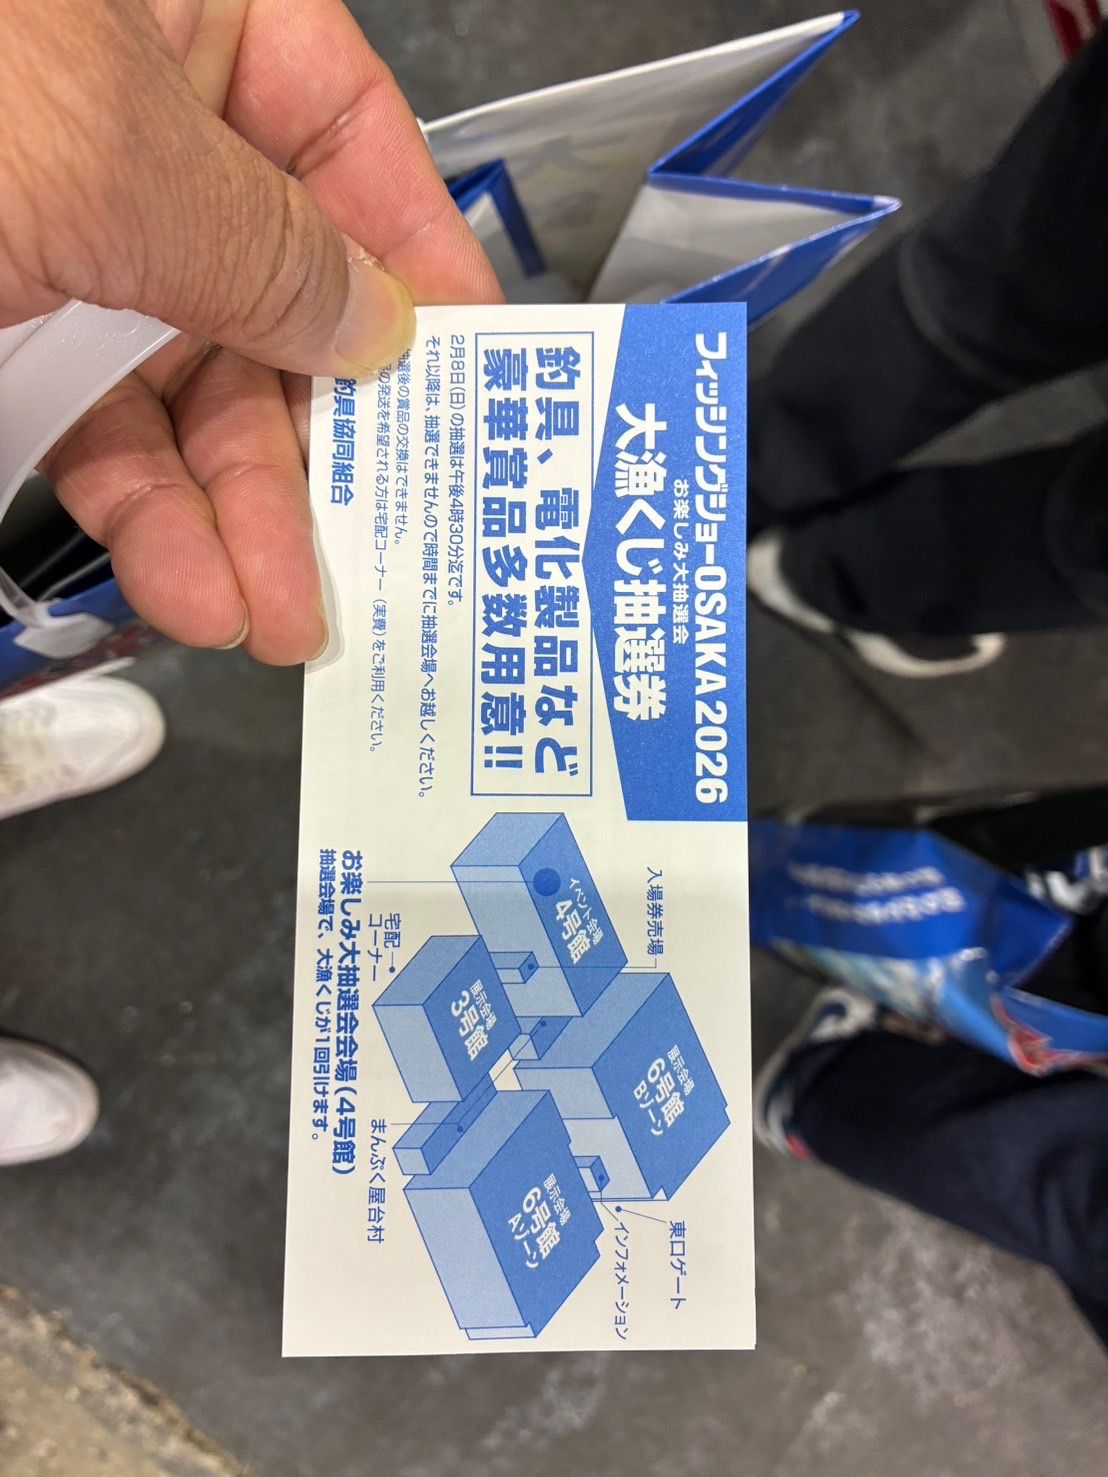 フィッシングショーOSAKA 2026
お楽しみ大抽選会
大漁くじ抽選券
釣具、電化製品など
豪華賞品多数用意!!
2月8日(日)の抽選は午後4時30分迄です。
それ以降は、抽選できませんので時間までに抽選会場へお越しください。
抽選後の賞品の交換はできません。
の発送を希望される方は宅配コーナー(実費)をご利用ください。
釣具協同組合
入場券売場
イベント会場
4号館
展示会場
6号館
Bゾーン
東口ゲート
インフォメーション
展示会場
3号館
展示会場
6号館
Aゾーン
宅配
コーナー
まんぷく屋台村
お楽しみ大抽選会会場(4号館)
抽選会場で、大漁くじが1回引けます。